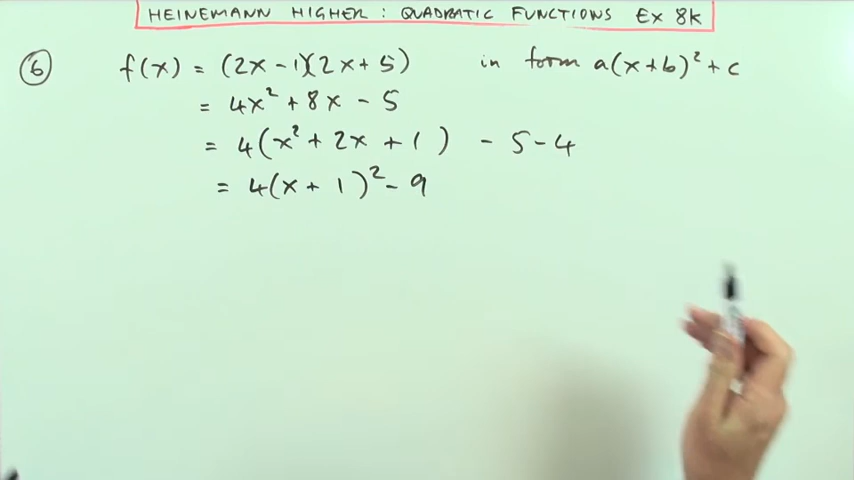 HEINEMANN HIGHER : QUADRATIC FUNCTIONS Ex 8K
6 f(x) = (2x - 1)(2x + 5) in form a(x+b)² + c
= 4x² + 8x - 5
= 4(x² + 2x + 1) - 5 - 4
= 4(x + 1)² - 9